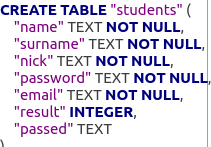 CREATE TABLE "students" (
"name" TEXT NOT NULL,
"surname" TEXT NOT NULL,
"nick" TEXT NOT NULL,
"password" TEXT NOT NULL,
"email" TEXT NOT NULL,
"result" INTEGER,
"passed" TEXT
)